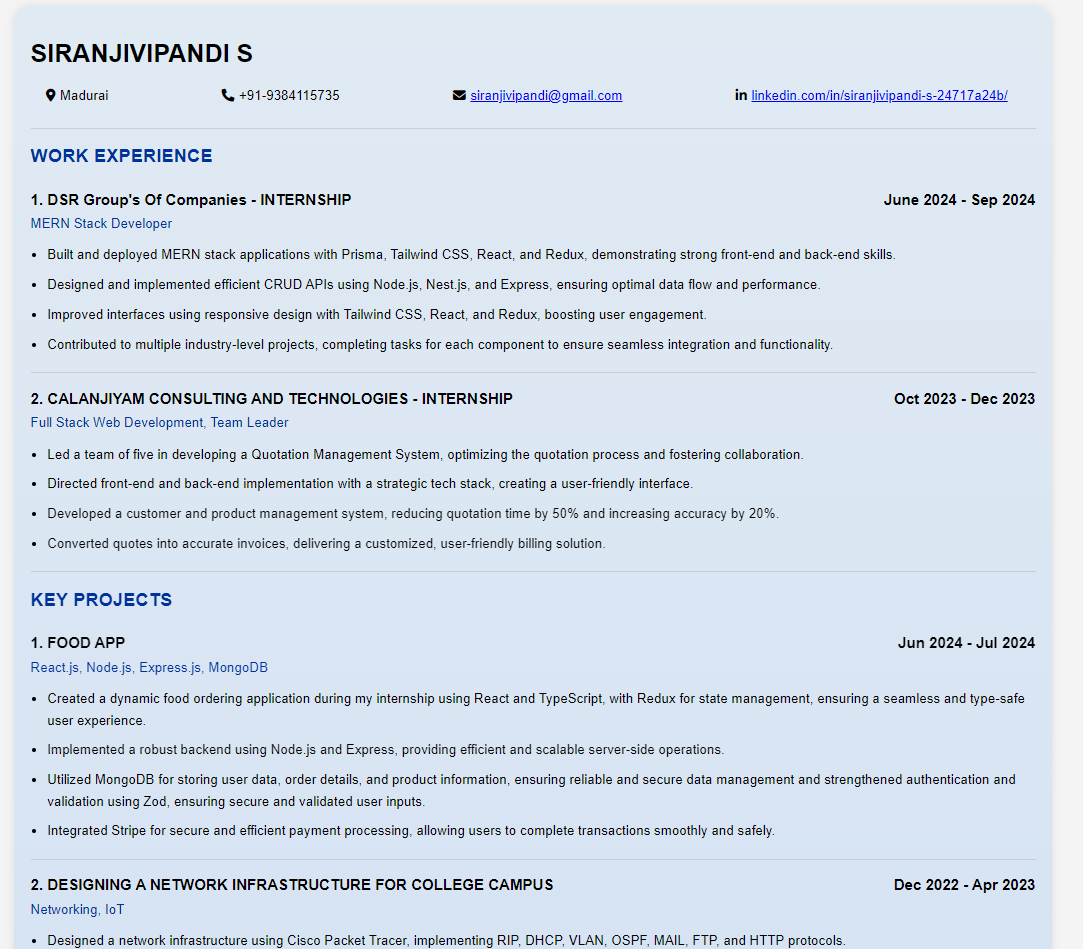 SIRANJIVIPANDI S
Madurai +91-9384115735 siranjivipandi@gmail.com linkedin.com/in/siranjivipandi-s-24717a24b/
WORK EXPERIENCE
1. DSR Group's Of Companies - INTERNSHIP June 2024 - Sep 2024
MERN Stack Developer
• Built and deployed MERN stack applications with Prisma, Tailwind CSS, React, and Redux, demonstrating strong front-end and back-end skills.
• Designed and implemented efficient CRUD APIs using Node.js, Nest.js, and Express, ensuring optimal data flow and performance.
• Improved interfaces using responsive design with Tailwind CSS, React, and Redux, boosting user engagement.
• Contributed to multiple industry-level projects, completing tasks for each component to ensure seamless integration and functionality.
2. CALANJIYAM CONSULTING AND TECHNOLOGIES - INTERNSHIP Oct 2023 - Dec 2023
Full Stack Web Development, Team Leader
• Led a team of five in developing a Quotation Management System, optimizing the quotation process and fostering collaboration.
• Directed front-end and back-end implementation with a strategic tech stack, creating a user-friendly interface.
• Developed a customer and product management system, reducing quotation time by 50% and increasing accuracy by 20%.
• Converted quotes into accurate invoices, delivering a customized, user-friendly billing solution.
KEY PROJECTS
1. FOOD APP Jun 2024 - Jul 2024
React.js, Node.js, Express.js, MongoDB
• Created a dynamic food ordering application during my internship using React and TypeScript, with Redux for state management, ensuring a seamless and type-safe
user experience.
• Implemented a robust backend using Node.js and Express, providing efficient and scalable server-side operations.
• Utilized MongoDB for storing user data, order details, and product information, ensuring reliable and secure data management and strengthened authentication and
validation using Zod, ensuring secure and validated user inputs.
• Integrated Stripe for secure and efficient payment processing, allowing users to complete transactions smoothly and safely.
2. DESIGNING A NETWORK INFRASTRUCTURE FOR COLLEGE CAMPUS Dec 2022 - Apr 2023
Networking, IoT
• Designed a network infrastructure using Cisco Packet Tracer, implementing RIP, DHCP, VLAN, OSPF, MAIL, FTP, and HTTP protocols.